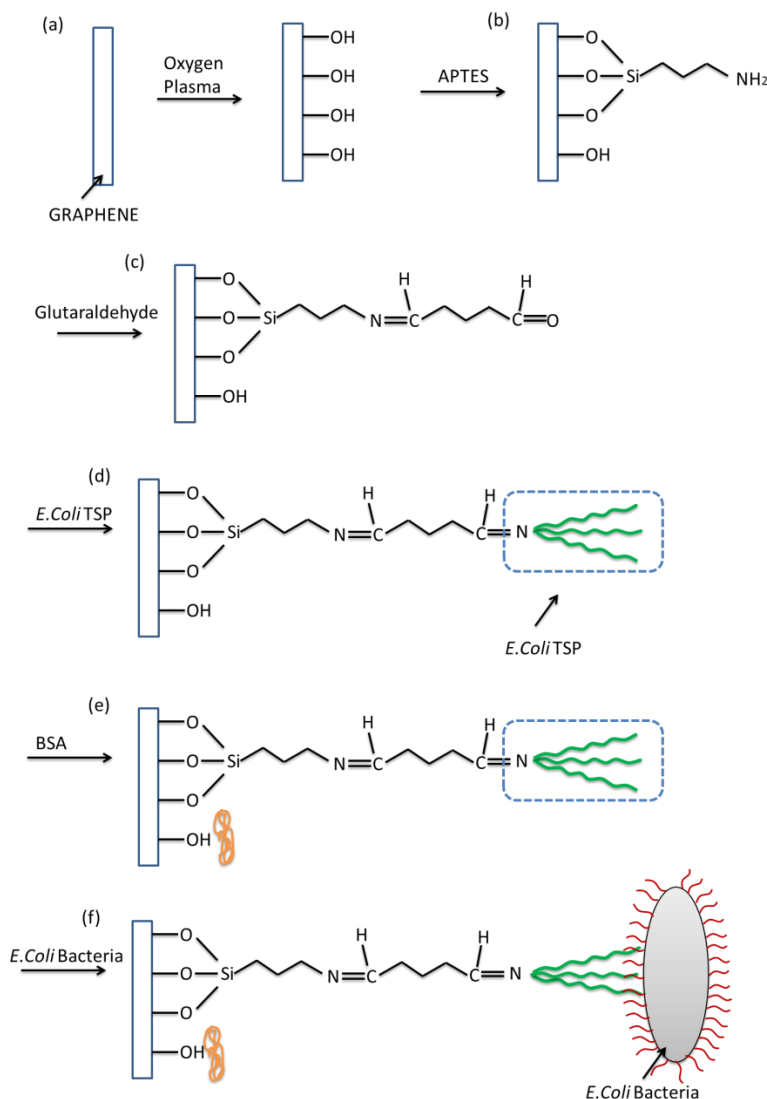 (a)
Oxygen
Plasma
GRAPHENE
OH
OH
OH
OH
APTES
(b)
O
O
Si
NH2
O
OH
(c)
Glutaraldehyde
O
H
H
O
Si
N
C
C
O
O
OH
(d)
E.Coli TSP
O
H
H
O
Si
N
C
C
N
O
OH
E.Coli TSP
(e)
BSA
O
H
H
O
Si
N
C
C
N
O
OH
(f)
E.Coli Bacteria
O
H
H
O
Si
N
C
C
N
O
OH
E.Coli
Bacteria